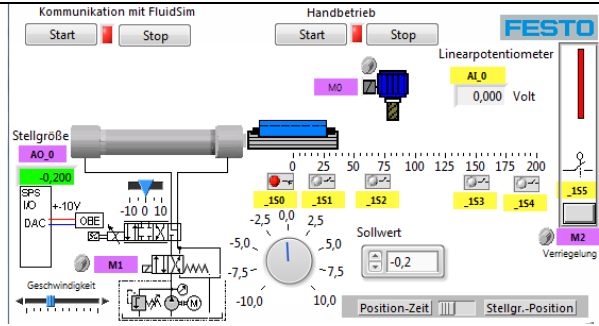 Kommunikation mit FluidSim
Handbetrieb
Start Stop
Start Stop
FESTO
Linearpotentiometer
AI_0
0,000 Volt
M0
Stellgröße
AO_0
-0,200
SPS
I/O
DAC
+-10V
OBE
-10 0 10
0 25 50 75 100 125 150 175 200
_1S0 _1S1 _1S2 _1S3 _1S4
_1S5
M2
Verriegelung
M1
M
Geschwindigkeit
-2,5 0,0 2,5
-5,0 5,0
-7,5 7,5
-10,0 10,0
Sollwert
-0,2
Position-Zeit Stellgr.-Position